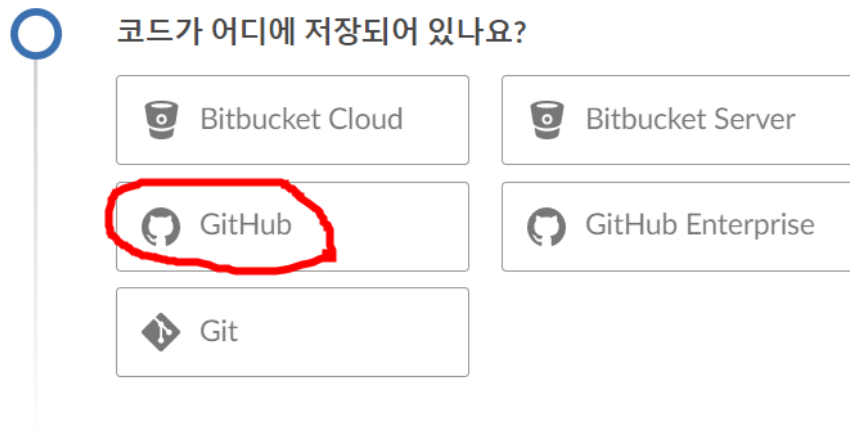 코드가 어디에 저장되어 있나요?
Bitbucket Cloud
Bitbucket Server
GitHub
GitHub Enterprise
Git